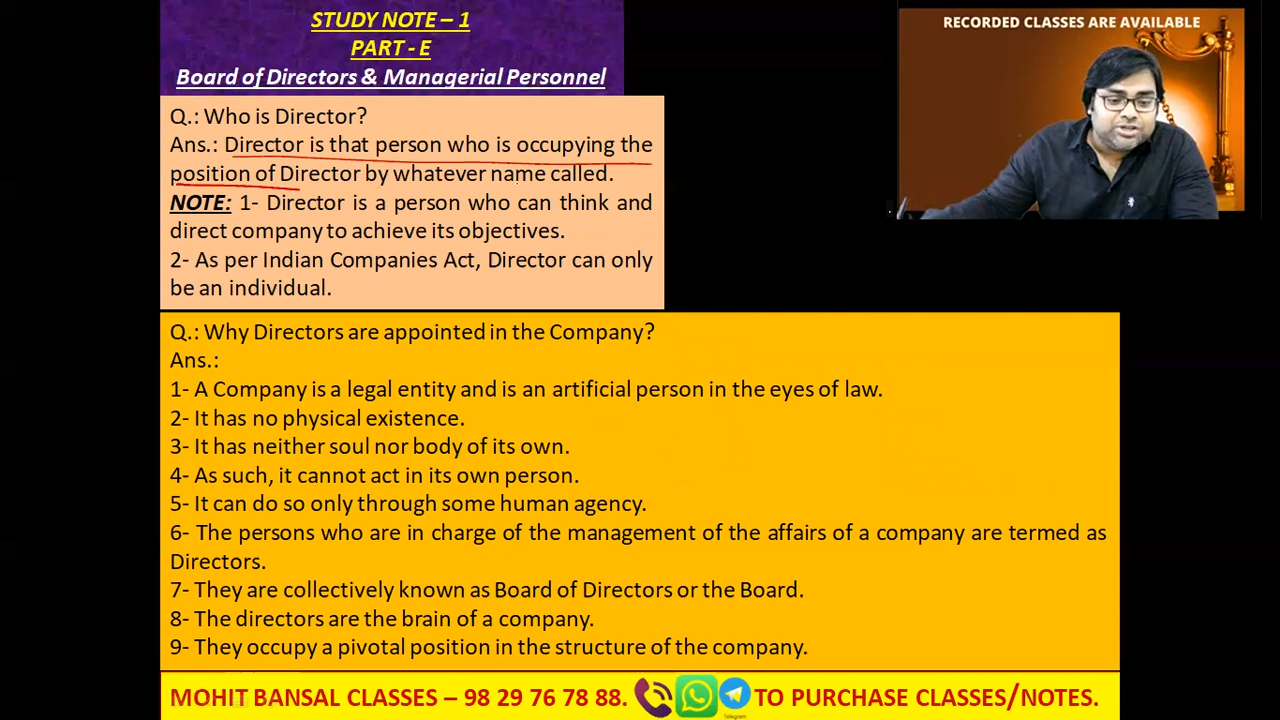 STUDY NOTE – 1
PART - E
Board of Directors & Managerial Personnel
RECORDED CLASSES ARE AVAILABLE
Q.: Who is Director?
Ans.: Director is that person who is occupying the
position of Director by whatever name called.
NOTE: 1- Director is a person who can think and
direct company to achieve its objectives.
2- As per Indian Companies Act, Director can only
be an individual.
Q.: Why Directors are appointed in the Company?
Ans.:
1- A Company is a legal entity and is an artificial person in the eyes of law.
2- It has no physical existence.
3- It has neither soul nor body of its own.
4- As such, it cannot act in its own person.
5- It can do so only through some human agency.
6- The persons who are in charge of the management of the affairs of a company are termed as
Directors.
7- They are collectively known as Board of Directors or the Board.
8- The directors are the brain of a company.
9- They occupy a pivotal position in the structure of the company.
MOHIT BANSAL CLASSES – 98 29 76 78 88. TO PURCHASE CLASSES/NOTES.
Telegram